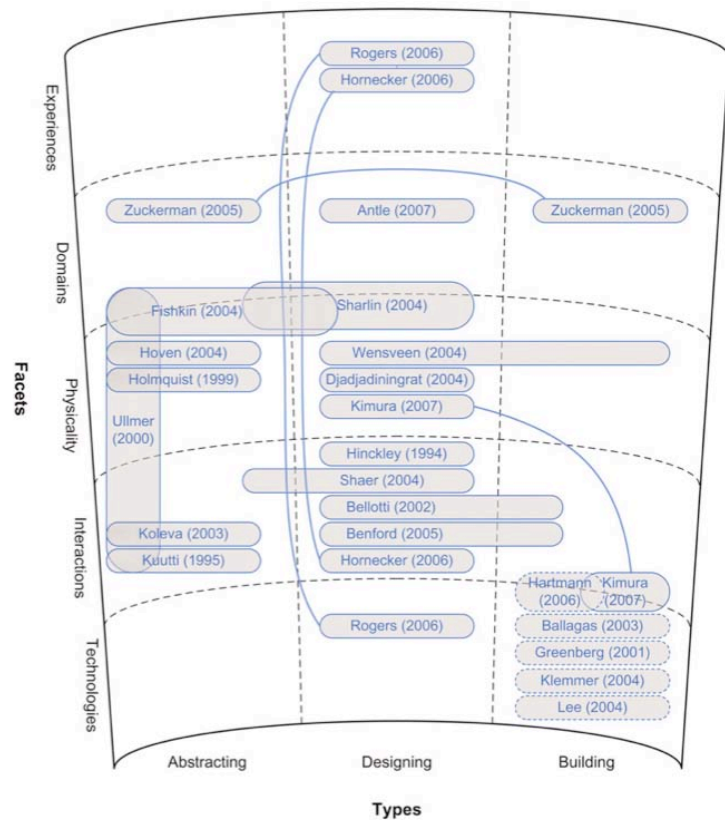 Rogers (2006)
Hornecker (2006)
Experiences
Zuckerman (2005)
Antle (2007)
Zuckerman (2005)
Domains
Fishkin (2004)
Sharlin (2004)
Hoven (2004)
Wensveen (2004)
Holmquist (1999)
Djadjadiningrat (2004)
Kimura (2007)
Physicality
Facets
Ullmer
(2000)
Hinckley (1994)
Shaer (2004)
Bellotti (2002)
Koleva (2003)
Benford (2005)
Kuutti (1995)
Hornecker (2006)
Interactions
Hartmann
(2006)
Kimura
(2007)
Rogers (2006)
Ballagas (2003)
Greenberg (2001)
Klemmer (2004)
Lee (2004)
Technologies
Abstracting
Designing
Building
Types